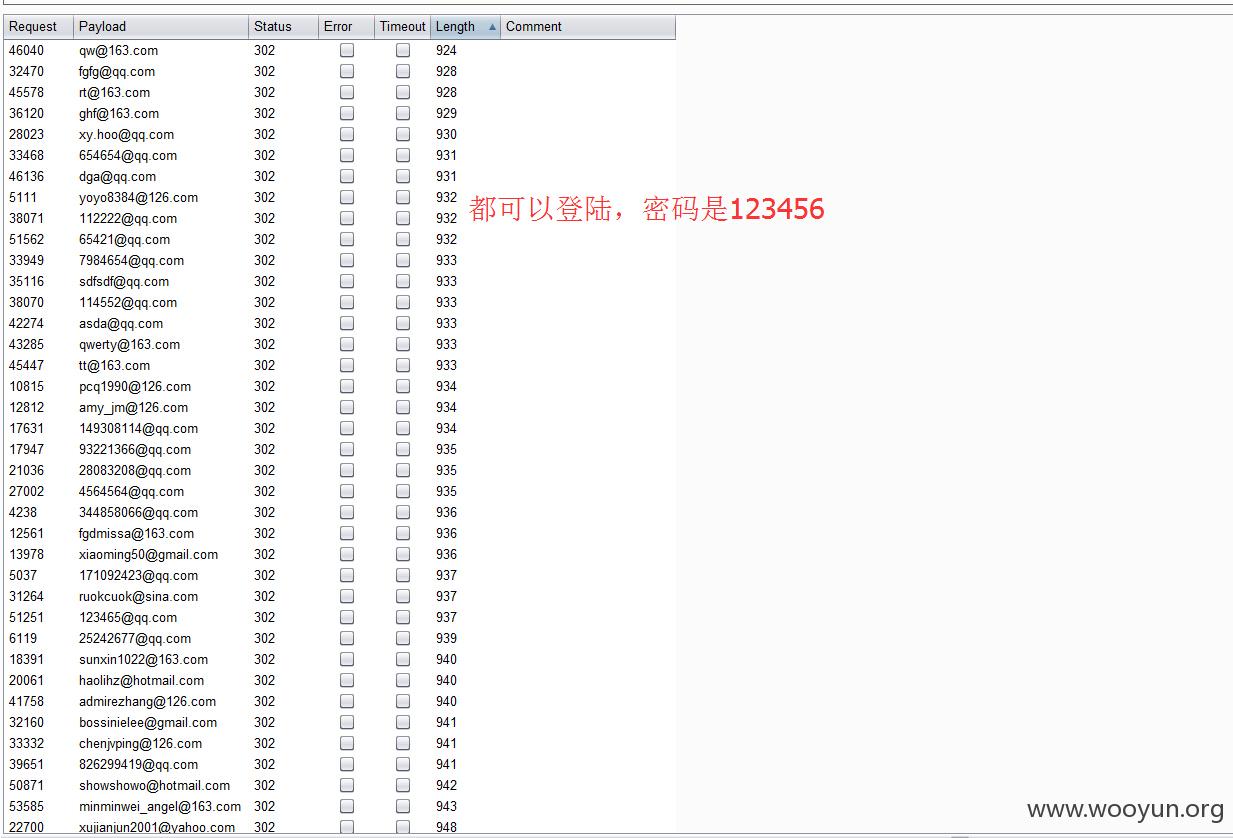 Request Payload Status Error Timeout Length Comment
46040 qw@163.com 302 924
32470 fgfg@qq.com 302 928
45578 rt@163.com 302 928
36120 ghf@163.com 302 929
28023 xy.hoo@qq.com 302 930
33468 654654@qq.com 302 931
46136 dga@qq.com 302 931
5111 yoyo8384@126.com 302 932
都可以登陆，密码是123456
38071 112222@qq.com 302 932
51562 65421@qq.com 302 932
33949 7984654@qq.com 302 933
35116 sdfsdf@qq.com 302 933
38070 114552@qq.com 302 933
42274 asda@qq.com 302 933
43285 qwerty@163.com 302 933
45447 tt@163.com 302 933
10815 pcq1990@126.com 302 934
12812 amy_jm@126.com 302 934
17631 149308114@qq.com 302 934
17947 93221366@qq.com 302 935
21036 28083208@qq.com 302 935
27002 4564564@qq.com 302 935
4238 344858066@qq.com 302 936
12561 fgdmissa@163.com 302 936
13978 xiaoming50@gmail.com 302 936
5037 171092423@qq.com 302 937
31264 ruokcuok@sina.com 302 937
51251 123465@qq.com 302 937
6119 25242677@qq.com 302 939
18391 sunxin1022@163.com 302 940
20061 haolihz@hotmail.com 302 940
41758 admirezhang@126.com 302 940
32160 bossinielee@gmail.com 302 941
33332 chenjvping@126.com 302 941
39651 826299419@qq.com 302 941
50871 showshowo@hotmail.com 302 942
53585 minminwei_angel@163.com 302 943
22700 xujianjun2001@yahoo.com 302 948
www.wooyun.org